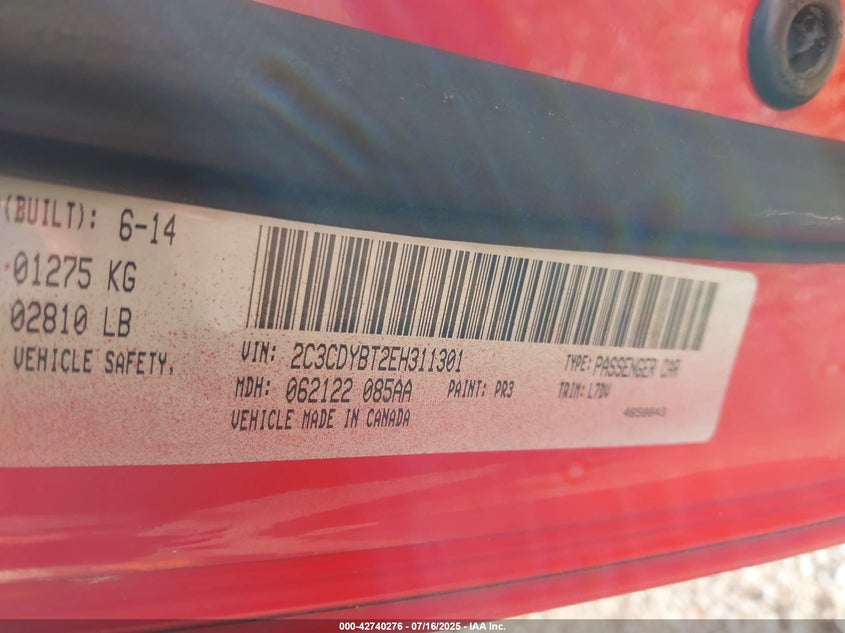 (BUILT): 6-14
01275 KG
02810 LB
VEHICLE SAFETY,
VIN: 2C3CDYBT2EH311301
TYPE: PASSENGER CAR
MDH: 062122 085AA
PAINT: PR3
TRIM: L7DV
VEHICLE MADE IN CANADA
4658843
000-42740276 - 07/16/2025 - IAA Inc.